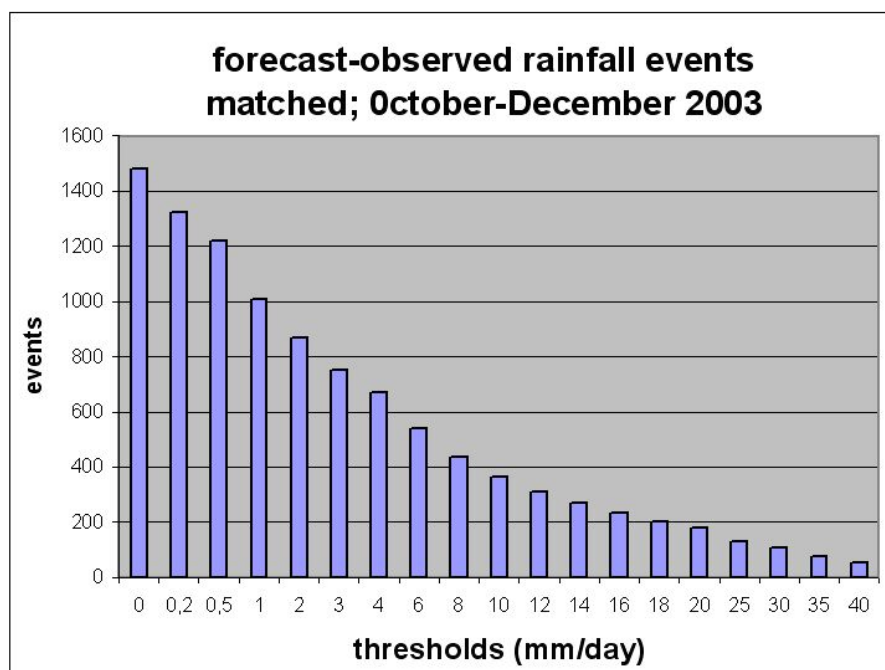 forecast-observed rainfall events
matched; 0ctober-December 2003
1600
1400
1200
1000
800
600
400
200
0
events
0 0,2 0,5 1 2 3 4 6 8 10 12 14 16 18 20 25 30 35 40
thresholds (mm/day)